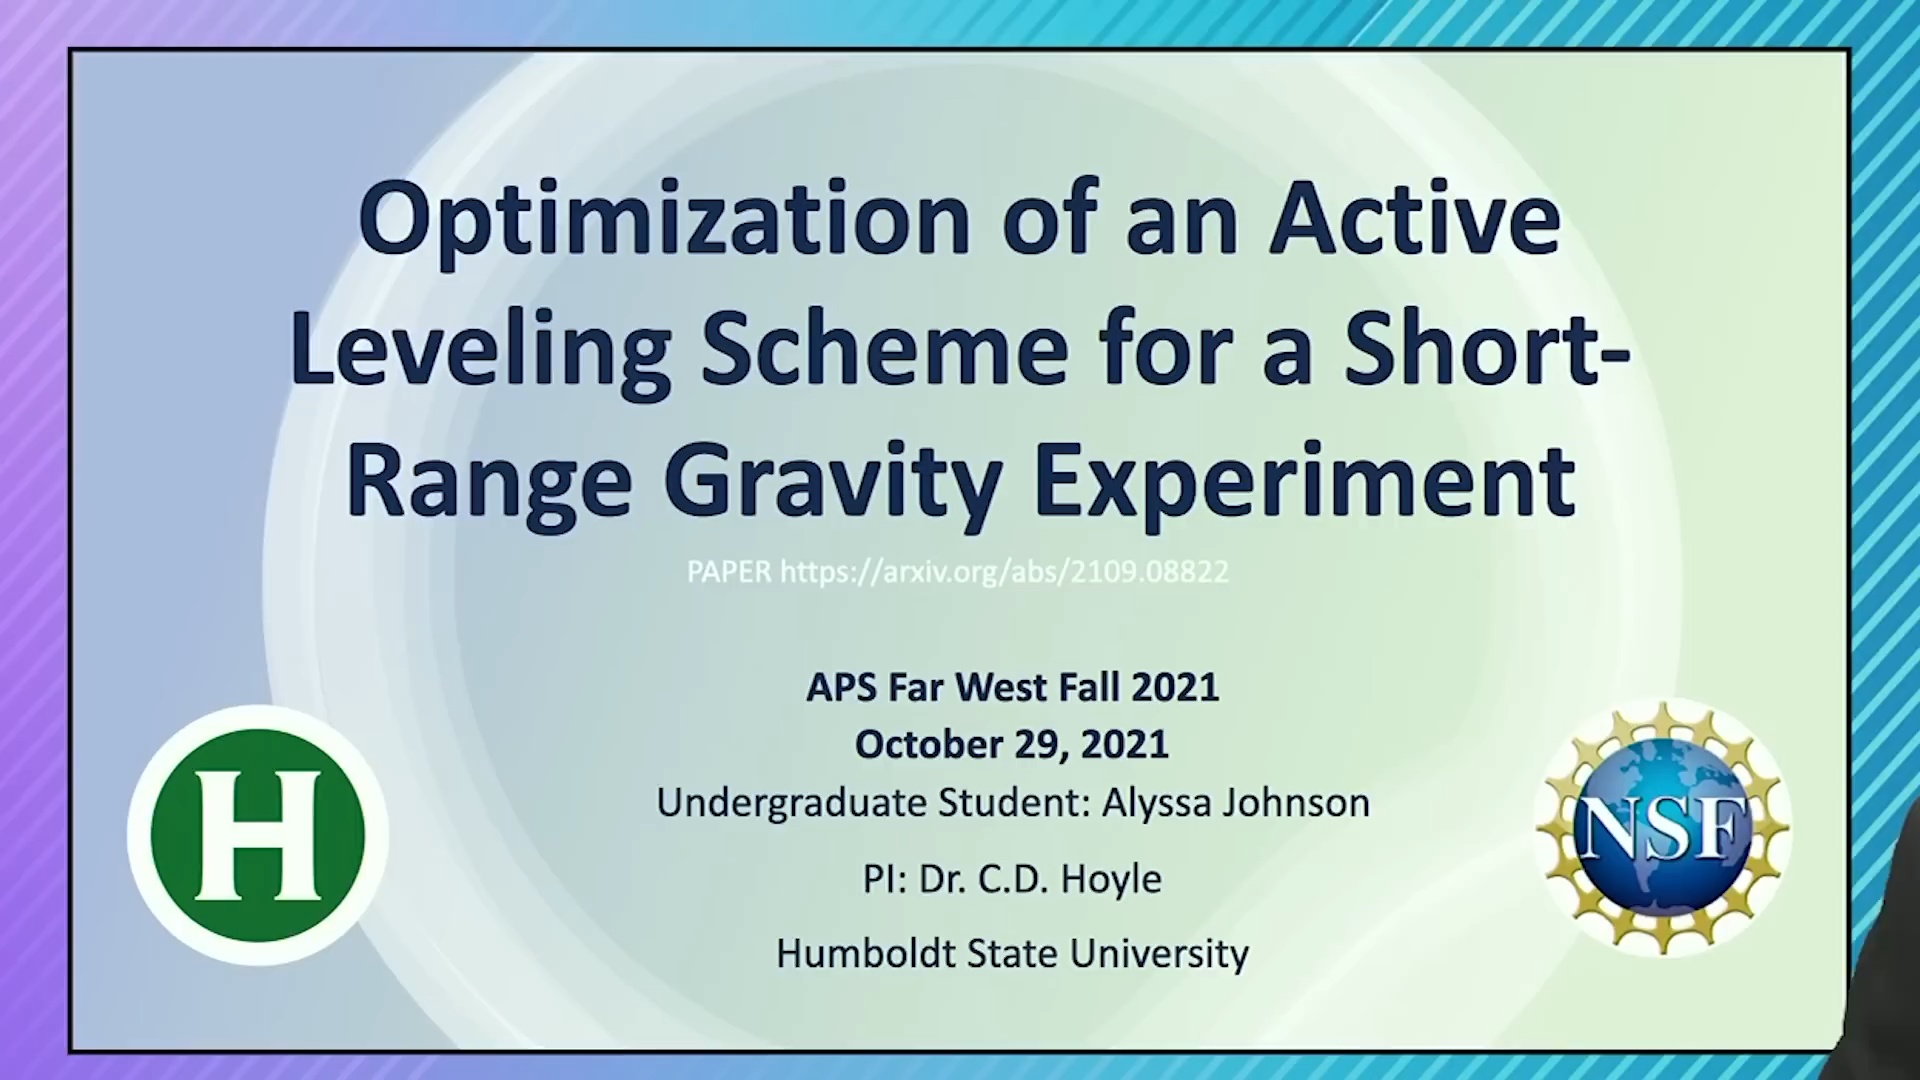 Optimization of an Active
Leveling Scheme for a Short-
Range Gravity Experiment
PAPER https://arxiv.org/abs/2109.08822
APS Far West Fall 2021
October 29, 2021
Undergraduate Student: Alyssa Johnson
PI: Dr. C.D. Hoyle
Humboldt State University
H
NSF